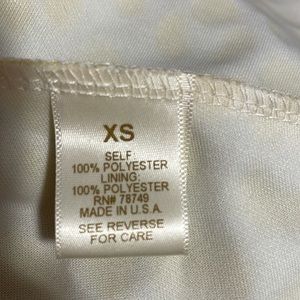 XS
SELF:
100% POLYESTER
LINING:
100% POLYESTER
RN# 78749
MADE IN U.S.A.
SEE REVERSE
FOR CARE